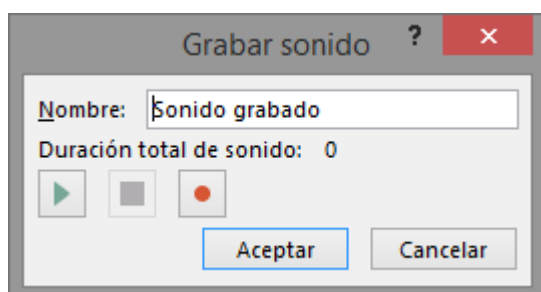 Grabar sonido ? ×
Nombre: Sonido grabado
Duración total de sonido: 0
Aceptar Cancelar